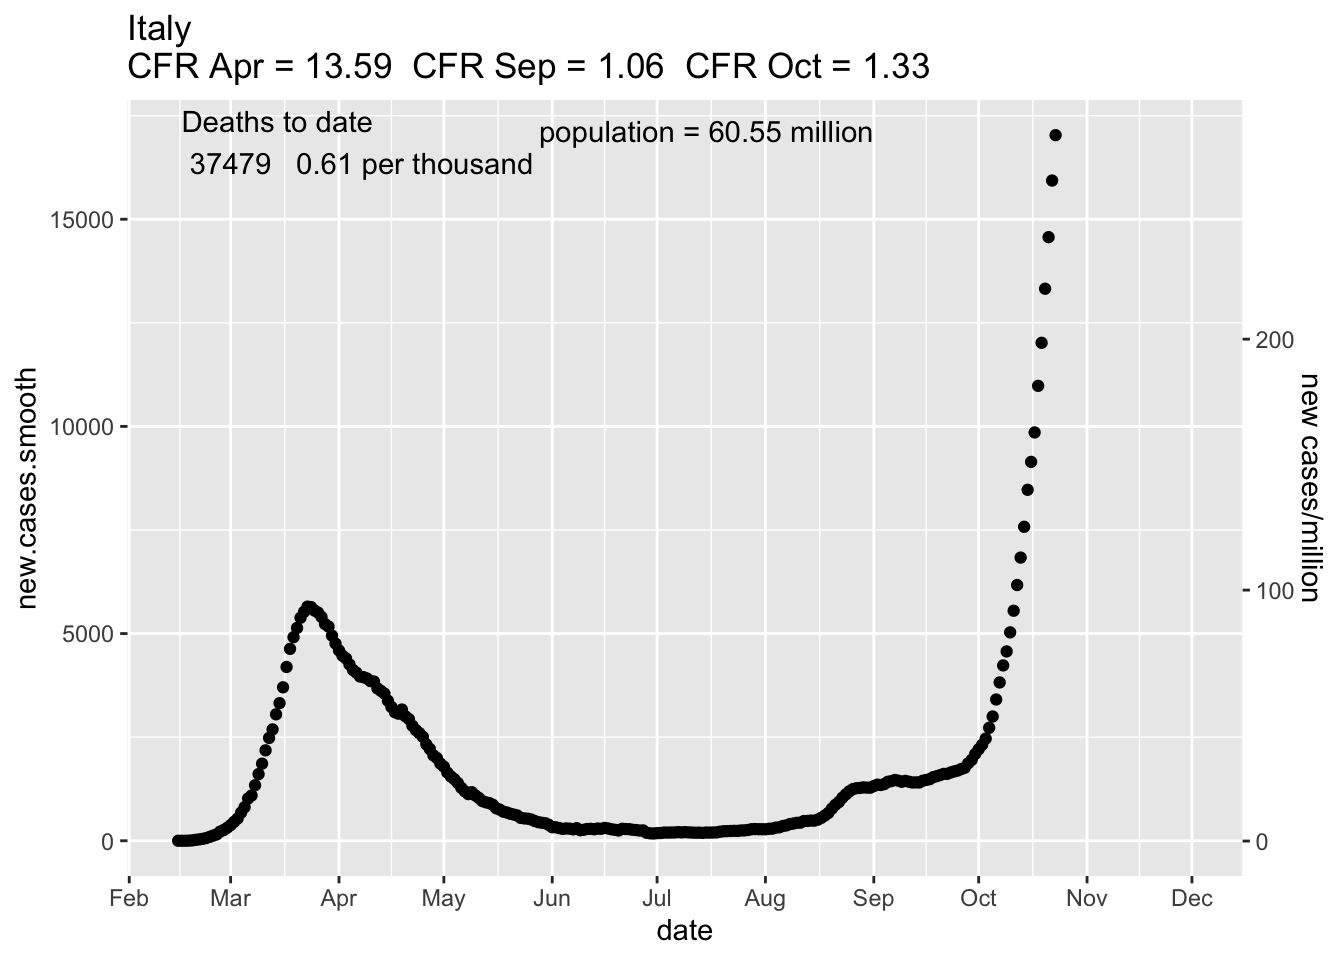 Italy
CFR Apr = 13.59  CFR Sep = 1.06  CFR Oct = 1.33
Deaths to date
population = 60.55 million
37479   0.61 per thousand
15000
10000
5000
0
new.cases.smooth
200
100
0
new cases/million
Feb Mar Apr May Jun Jul Aug Sep Oct Nov Dec
date